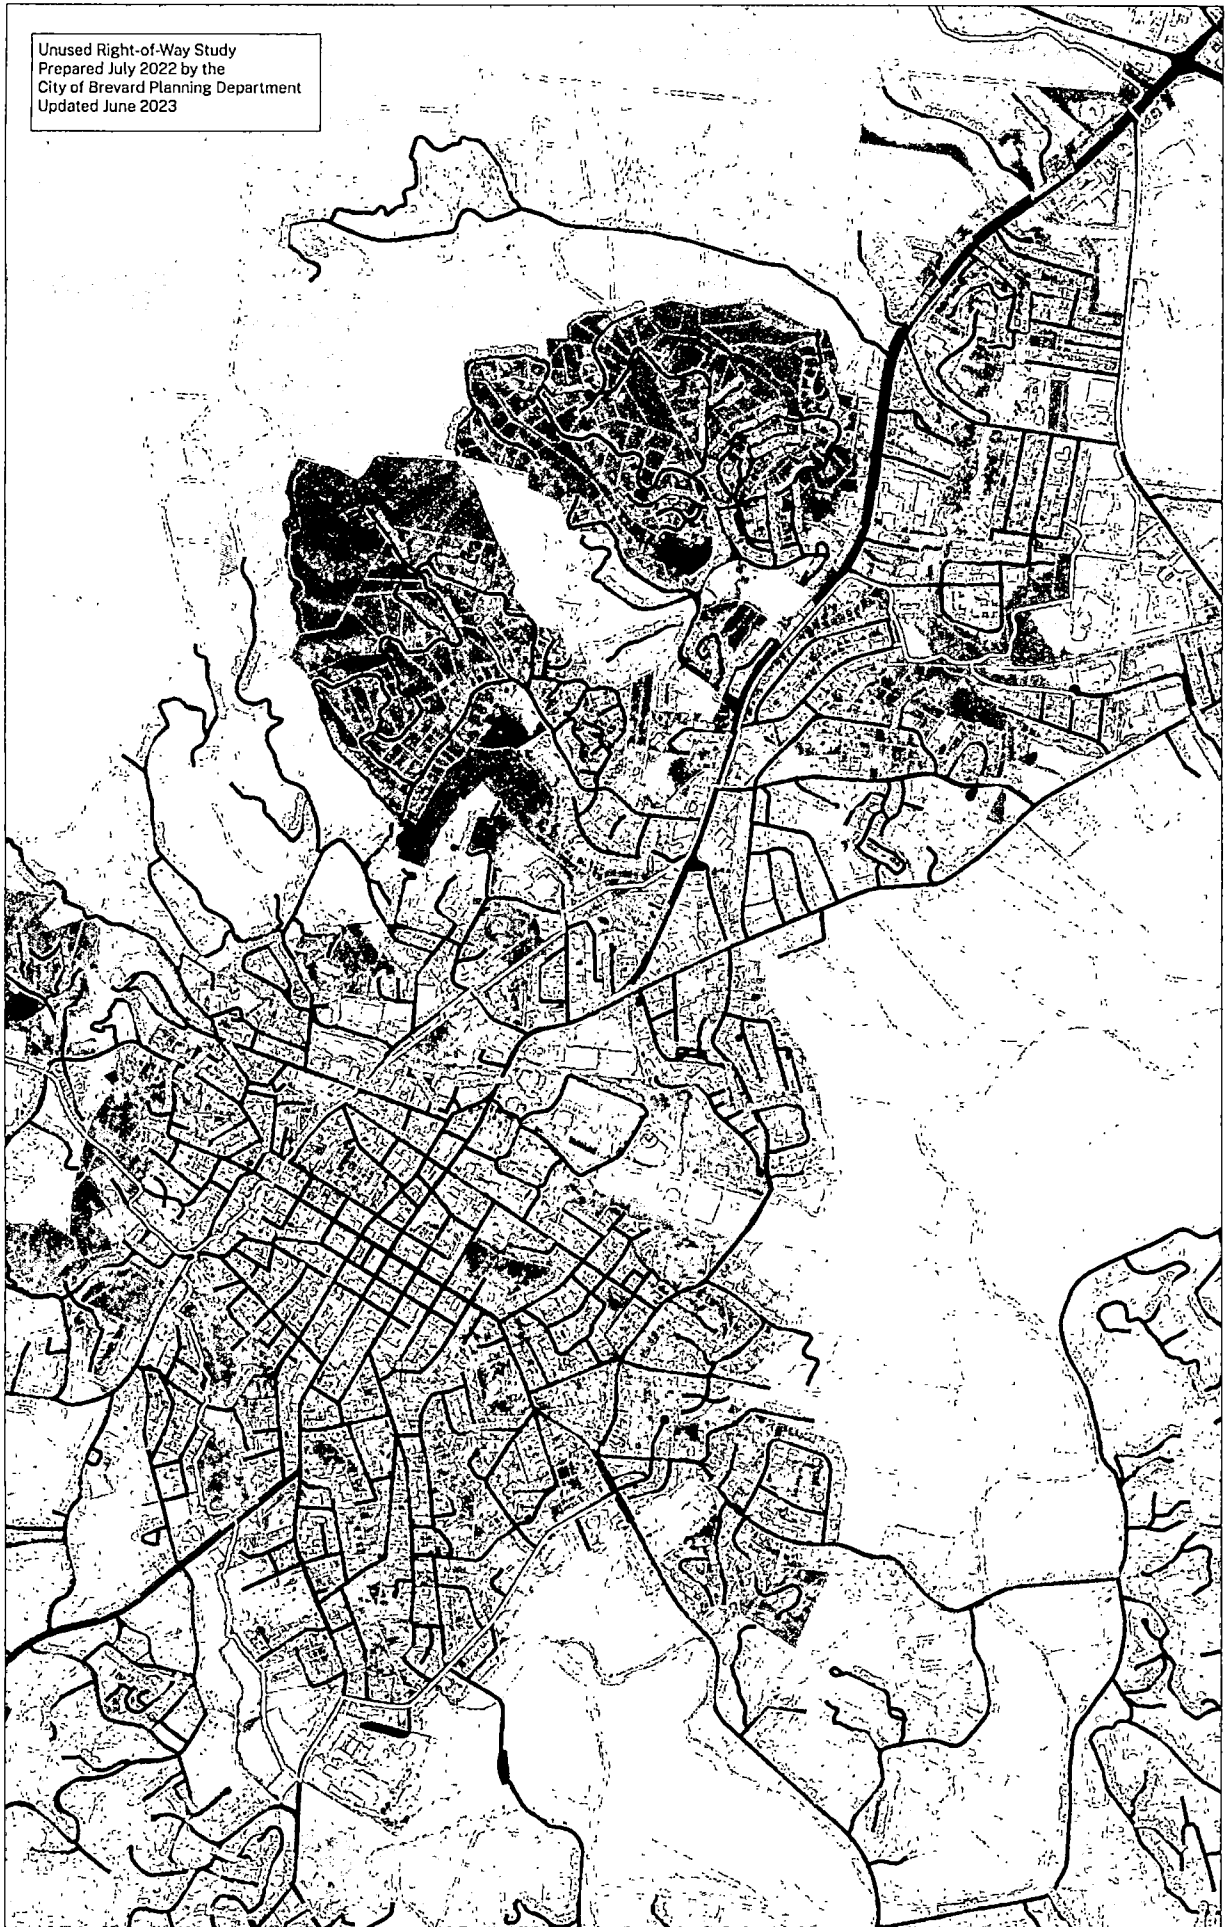 Unused Right-of-Way Study
Prepared July 2022 by the
City of Brevard Planning Department
Updated June 2023